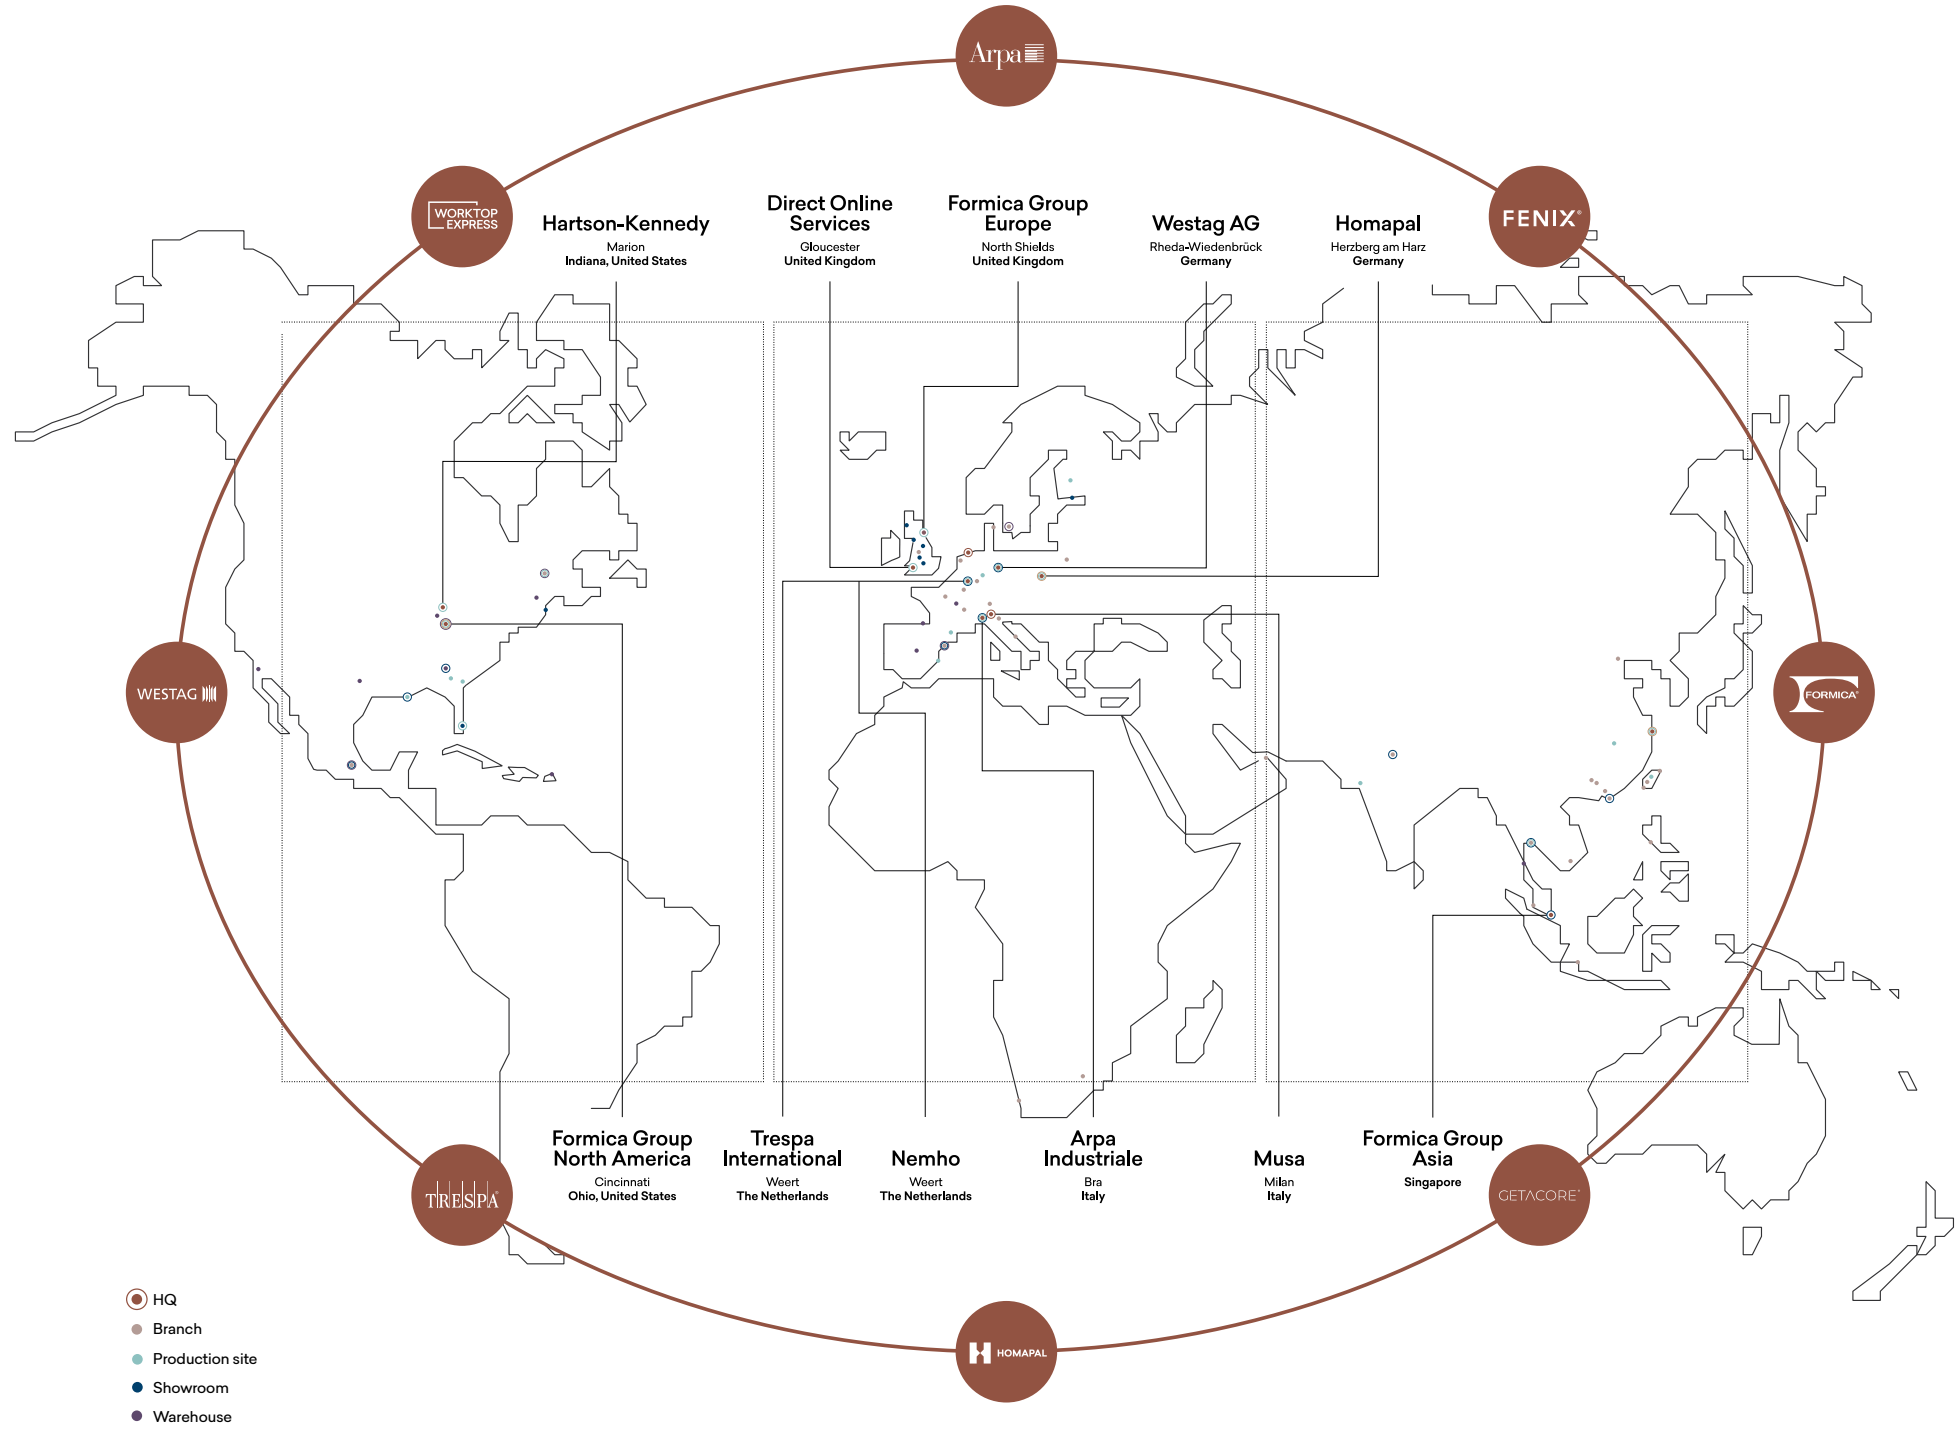 Arpa
WORKTOP
EXPRESS
FENIX®
Hartson-Kennedy
Marion
Indiana, United States
Direct Online
Services
Gloucester
United Kingdom
Formica Group
Europe
North Shields
United Kingdom
Westag AG
Rheda-Wiedenbrück
Germany
Homapal
Herzberg am Harz
Germany
WESTAG
FORMICA®
Formica Group
North America
Cincinnati
Ohio, United States
Trespa
International
Weert
The Netherlands
Nemho
Weert
The Netherlands
Arpa
Industriale
Bra
Italy
Musa
Milan
Italy
Formica Group
Asia
Singapore
TRESPA®
GETACORE®
HOMAPAL
HQ
Branch
Production site
Showroom
Warehouse